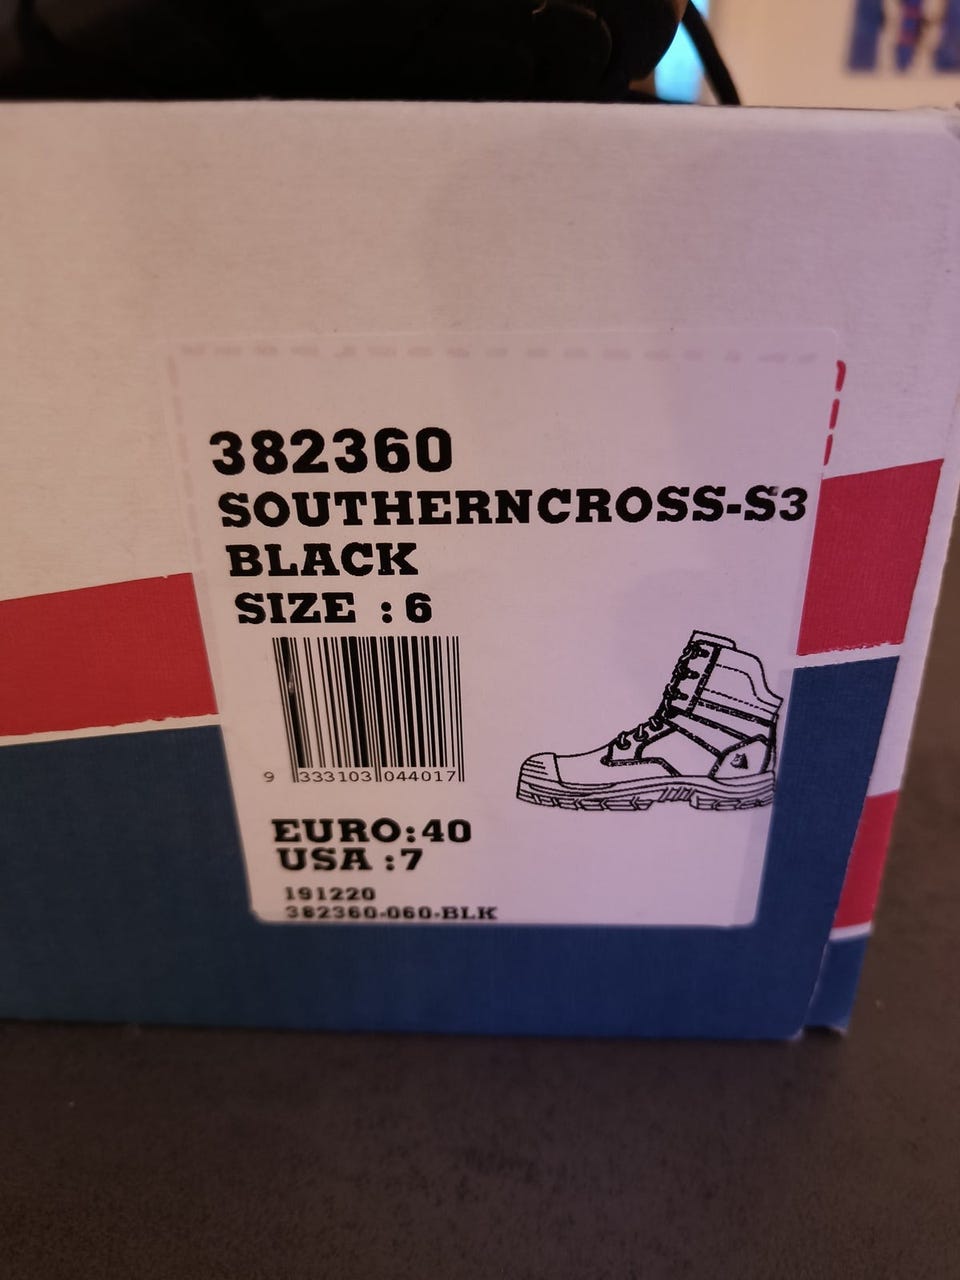 382360
SOUTHERNCROSS-S3
BLACK
SIZE : 6
9 333103 044017
EURO:40
USA :7
191220
382360-060-BLK